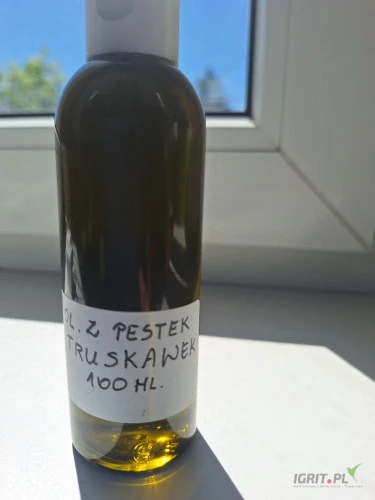 OL. Z PESTEK
TRUSKAWEK
100 ML.
IGRIT.PL